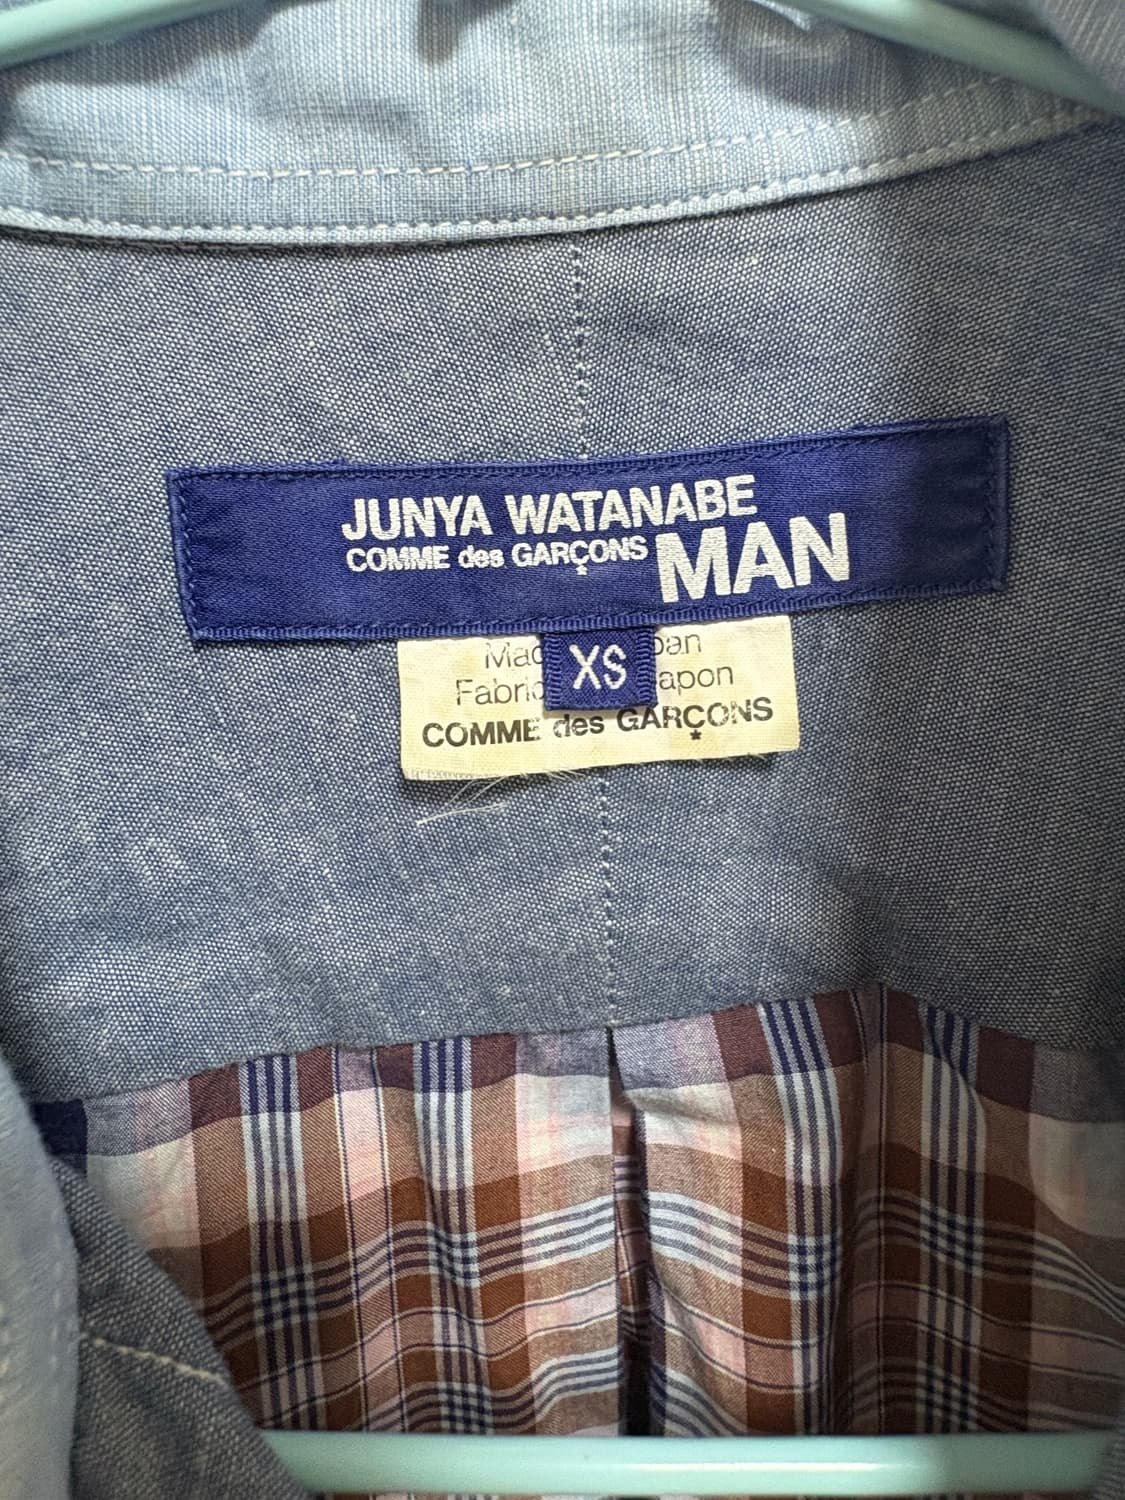 JUNYA WATANABE
COMME des GARÇONS MAN
XS
COMME des GARÇONS